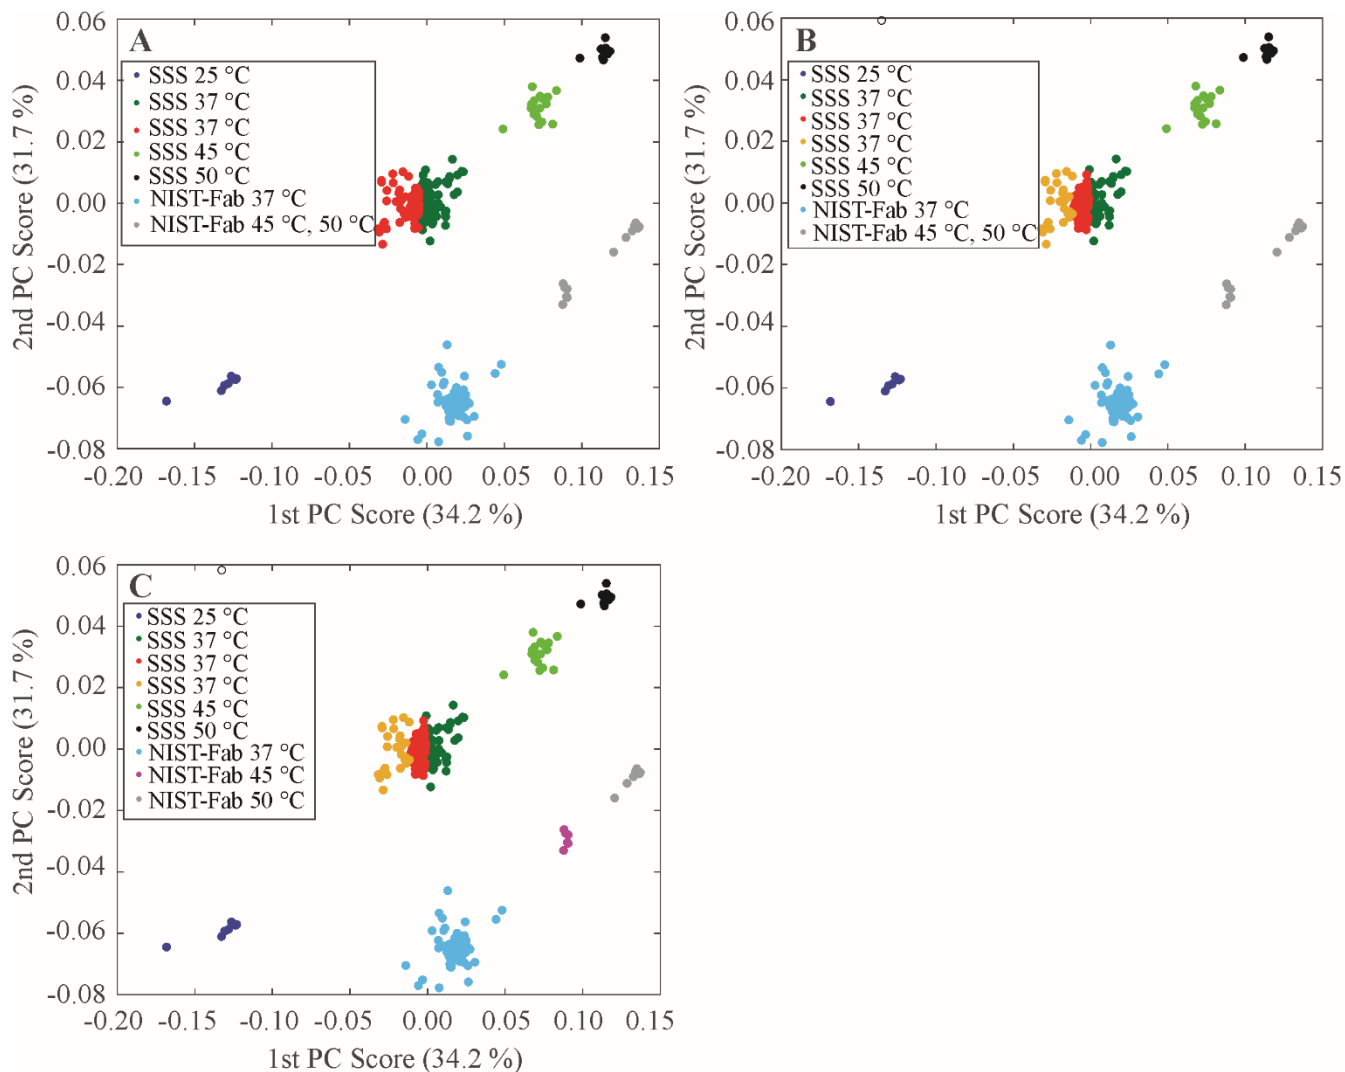 A
SSS 25 °C
SSS 37 °C
SSS 37 °C
SSS 45 °C
SSS 50 °C
NIST-Fab 37 °C
NIST-Fab 45 °C, 50 °C
2nd PC Score (31.7 %)
0.06
0.04
0.02
0.00
-0.02
-0.04
-0.06
-0.08
-0.20 -0.15 -0.10 -0.05 0.00 0.05 0.10 0.15
1st PC Score (34.2 %)
B
SSS 25 °C
SSS 37 °C
SSS 37 °C
SSS 37 °C
SSS 45 °C
SSS 50 °C
NIST-Fab 37 °C
NIST-Fab 45 °C, 50 °C
2nd PC Score (31.7 %)
0.06
0.04
0.02
0.00
-0.02
-0.04
-0.06
-0.08
-0.20 -0.15 -0.10 -0.05 0.00 0.05 0.10 0.15
1st PC Score (34.2 %)
C
SSS 25 °C
SSS 37 °C
SSS 37 °C
SSS 37 °C
SSS 45 °C
SSS 50 °C
NIST-Fab 37 °C
NIST-Fab 45 °C
NIST-Fab 50 °C
2nd PC Score (31.7 %)
0.06
0.04
0.02
0.00
-0.02
-0.04
-0.06
-0.08
-0.20 -0.15 -0.10 -0.05 0.00 0.05 0.10 0.15
1st PC Score (34.2 %)